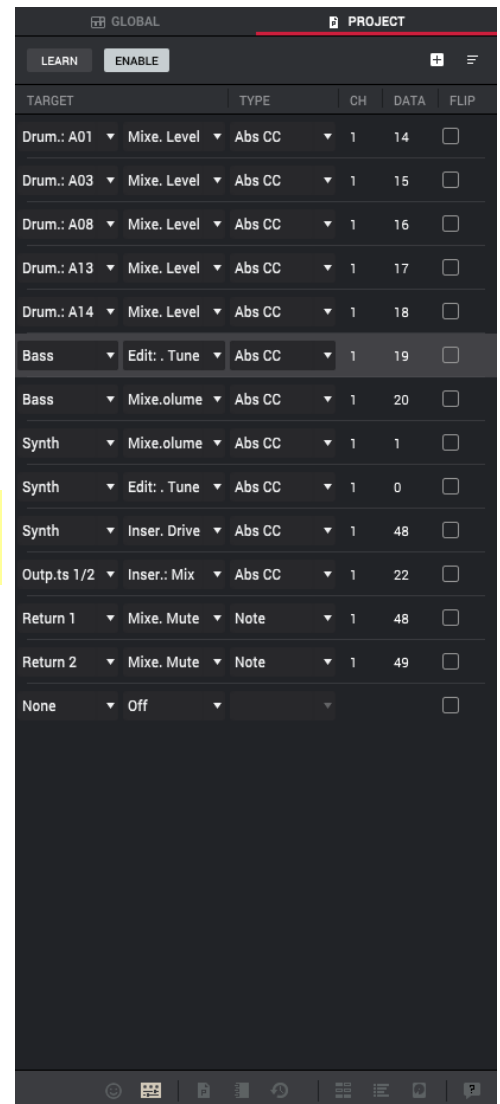 GLOBAL PROJECT
LEARN ENABLE
TARGET TYPE CH DATA FLIP
Drum.: A01 Mixe. Level Abs CC 1 14
Drum.: A03 Mixe. Level Abs CC 1 15
Drum.: A08 Mixe. Level Abs CC 1 16
Drum.: A13 Mixe. Level Abs CC 1 17
Drum.: A14 Mixe. Level Abs CC 1 18
Bass Edit: . Tune Abs CC 1 19
Bass Mixe.olume Abs CC 1 20
Synth Mixe.olume Abs CC 1 1
Synth Edit: . Tune Abs CC 1 0
Synth Inser. Drive Abs CC 1 48
Outp.ts 1/2 Inser.: Mix Abs CC 1 22
Return 1 Mixe. Mute Note 1 48
Return 2 Mixe. Mute Note 1 49
None Off